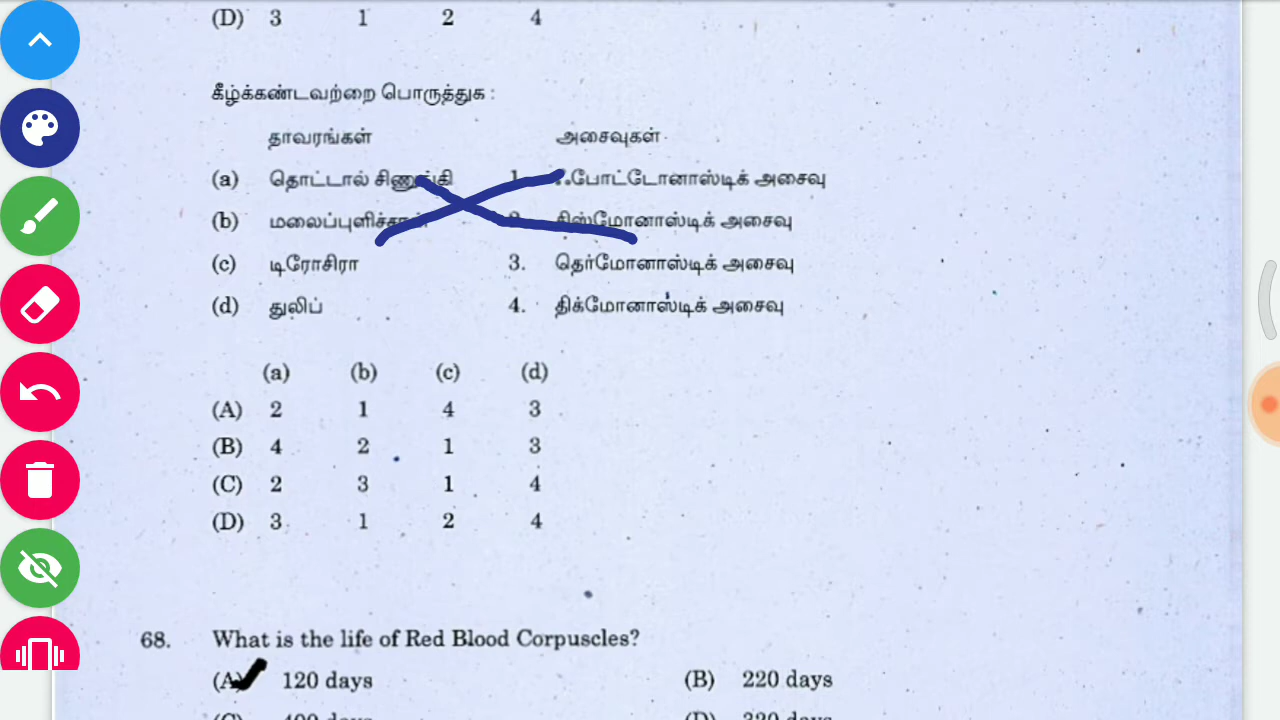 (D) 3 1 2 4
கீழ்க்கண்டவற்றை பொருத்துக :
தாவரங்கள் அசைவுகள்
(a) தொட்டால் சிணுங்கி 1. ஃபோட்டோனாஸ்டிக் அசைவு
(b) மலைப்புளிச்சான் 2. சிஸ்மோனாஸ்டிக் அசைவு
(c) டிரோசிரா 3. தெர்மோனாஸ்டிக் அசைவு
(d) துலிப் 4. திக்மோனாஸ்டிக் அசைவு
(a) (b) (c) (d)
(A) 2 1 4 3
(B) 4 2 1 3
(C) 2 3 1 4
(D) 3 1 2 4
68. What is the life of Red Blood Corpuscles?
(A) 120 days (B) 220 days